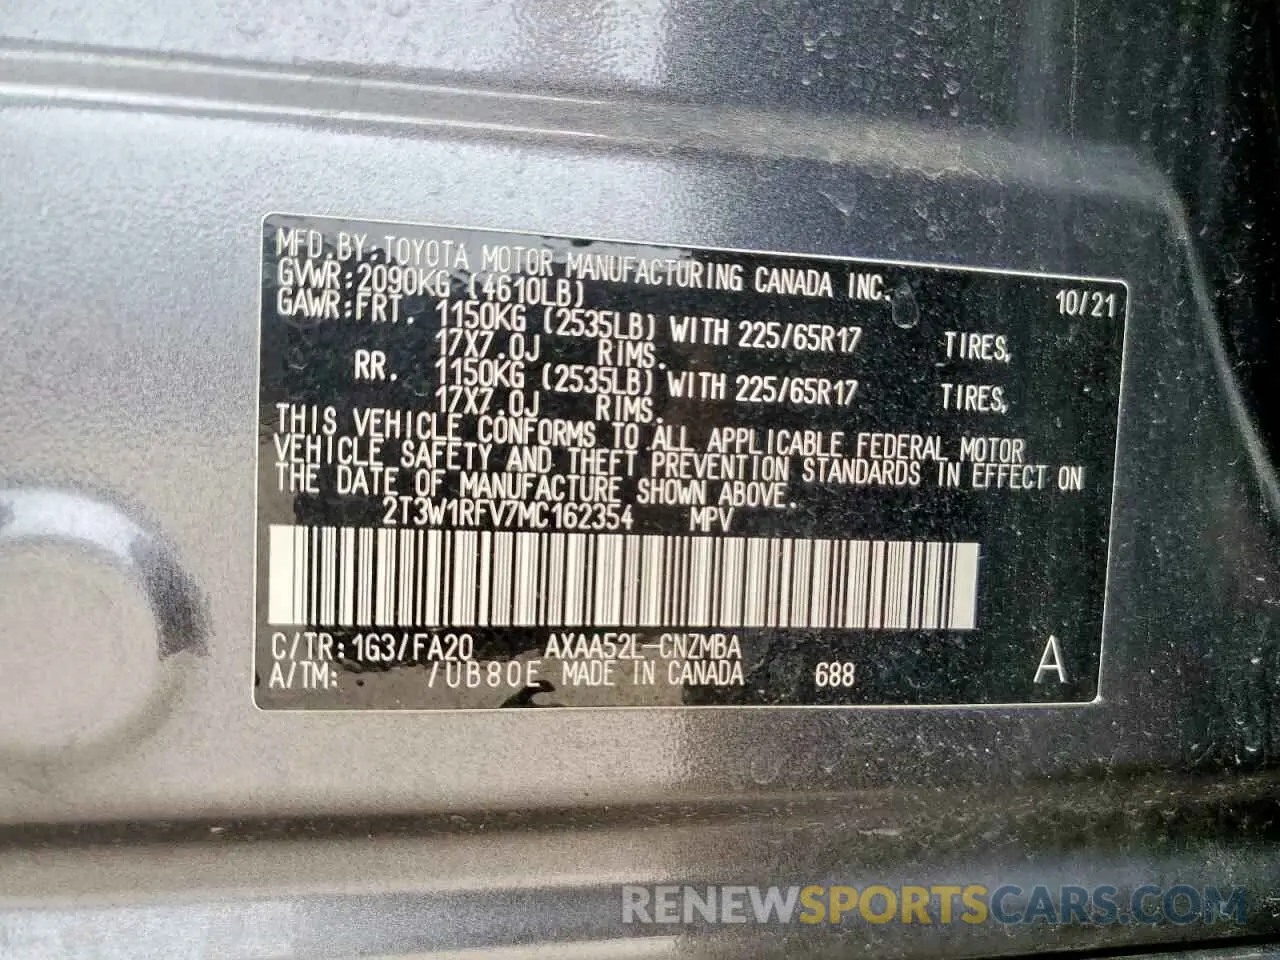 MFD.BY:TOYOTA MOTOR MANUFACTURING CANADA INC.
GVWR:2090KG (4610LB) 10/21
GAWR:FRT. 1150KG (2535LB) WITH 225/65R17 TIRES,
17X7.0J RIMS.
RR. 1150KG (2535LB) WITH 225/65R17 TIRES,
17X7.0J RIMS.
THIS VEHICLE CONFORMS TO ALL APPLICABLE FEDERAL MOTOR
VEHICLE SAFETY AND THEFT PREVENTION STANDARDS IN EFFECT ON
THE DATE OF MANUFACTURE SHOWN ABOVE.
2T3W1RFV7MC162354 MPV
C/TR:1G3/FA20 AXAA52L-CNZMBA
A/TM: /UB80E MADE IN CANADA 688 A
RENEWSPORTSCARS.COM